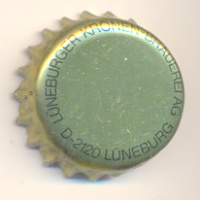 LÜNEBURGER KRONEN-BRAUEREI AG
D-2120 LÜNEBURG